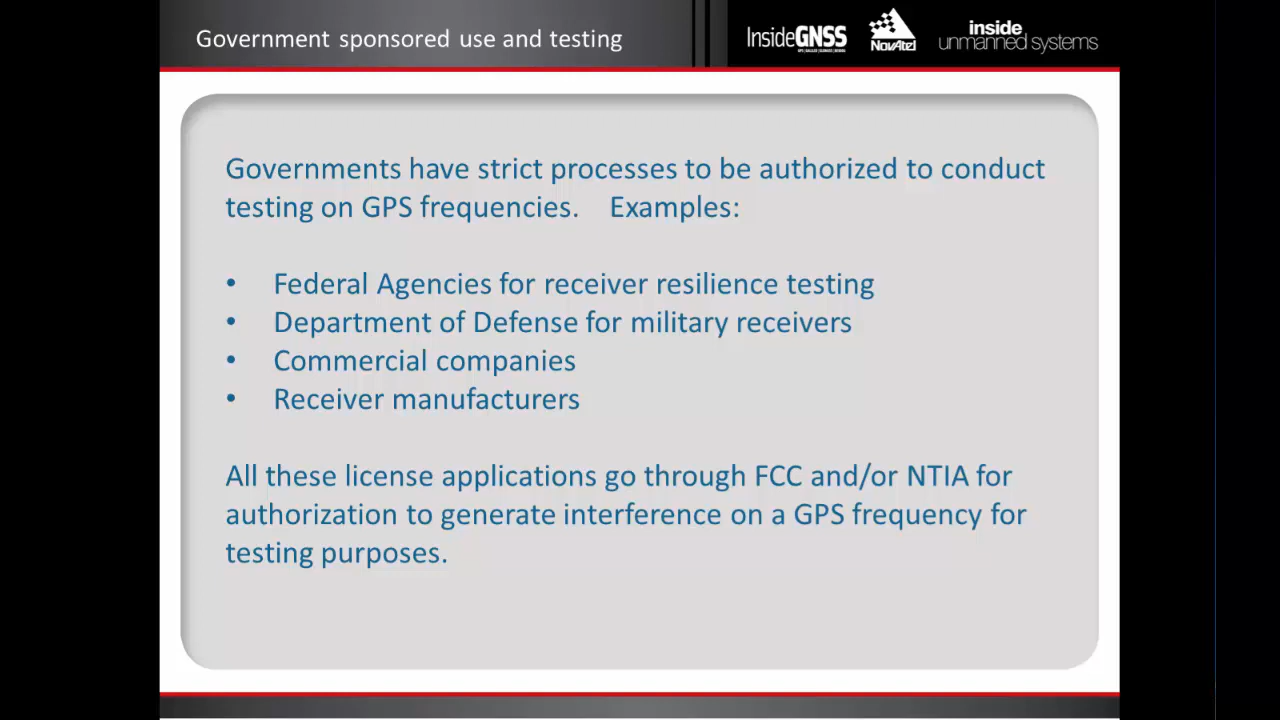 Government sponsored use and testing
InsideGNSS
NovAtel
inside
unmanned systems
Governments have strict processes to be authorized to conduct
testing on GPS frequencies. Examples:
• Federal Agencies for receiver resilience testing
• Department of Defense for military receivers
• Commercial companies
• Receiver manufacturers
All these license applications go through FCC and/or NTIA for
authorization to generate interference on a GPS frequency for
testing purposes.